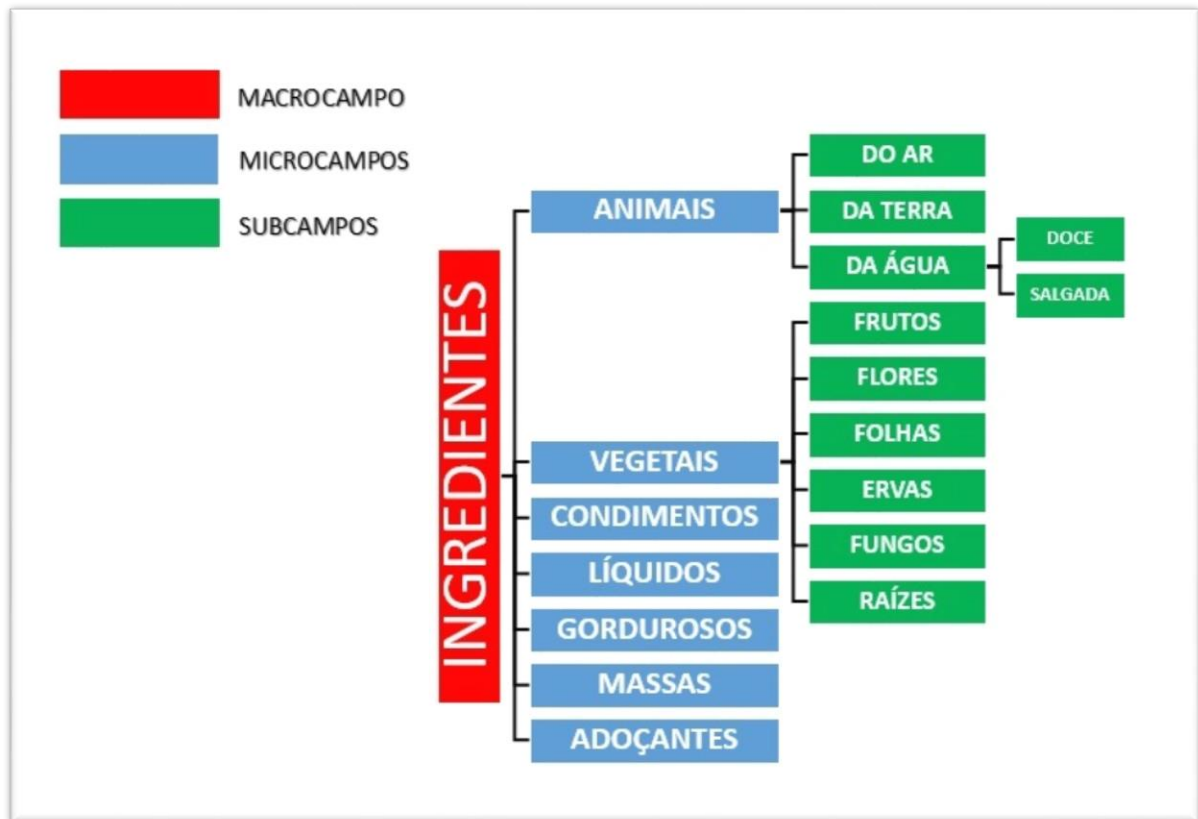 MACROCAMPO
MICROCAMPOS
SUBCAMPOS
INGREDIENTES
ANIMAIS
DO AR
DA TERRA
DA ÁGUA
DOCE
SALGADA
VEGETAIS
FRUTOS
FLORES
FOLHAS
ERVAS
FUNGOS
RAÍZES
CONDIMENTOS
LÍQUIDOS
GORDUROSOS
MASSAS
ADOÇANTES